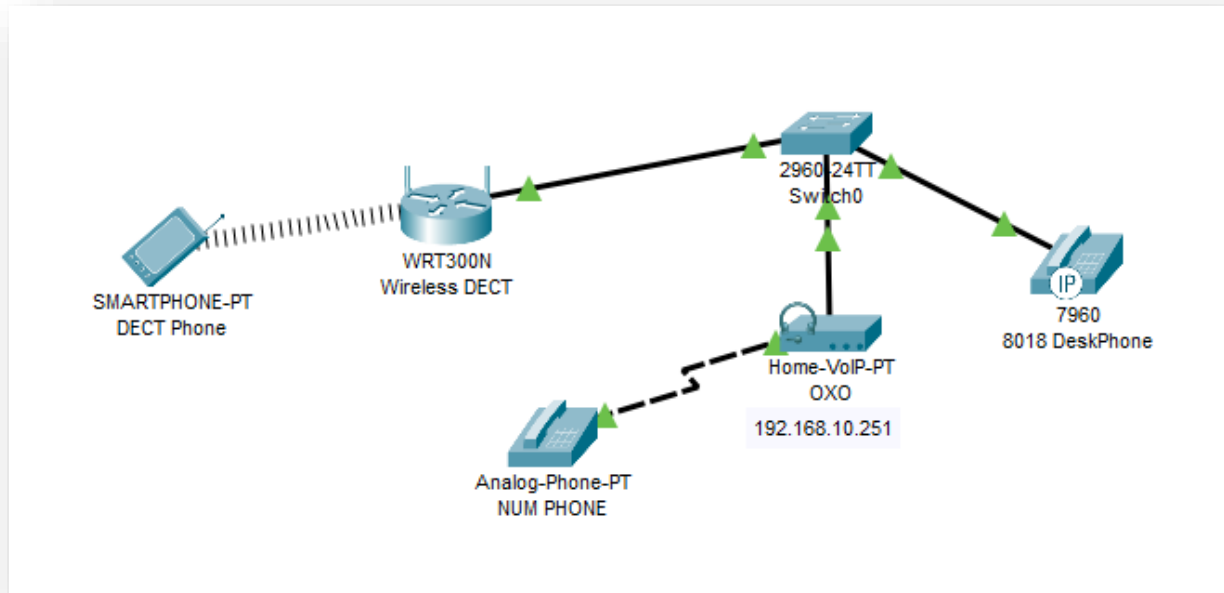 2960-24TT
Switch0
WRT300N
Wireless DECT
SMARTPHONE-PT
DECT Phone
IP
7960
8018 DeskPhone
Home-VoIP-PT
OXO
192.168.10.251
Analog-Phone-PT
NUM PHONE